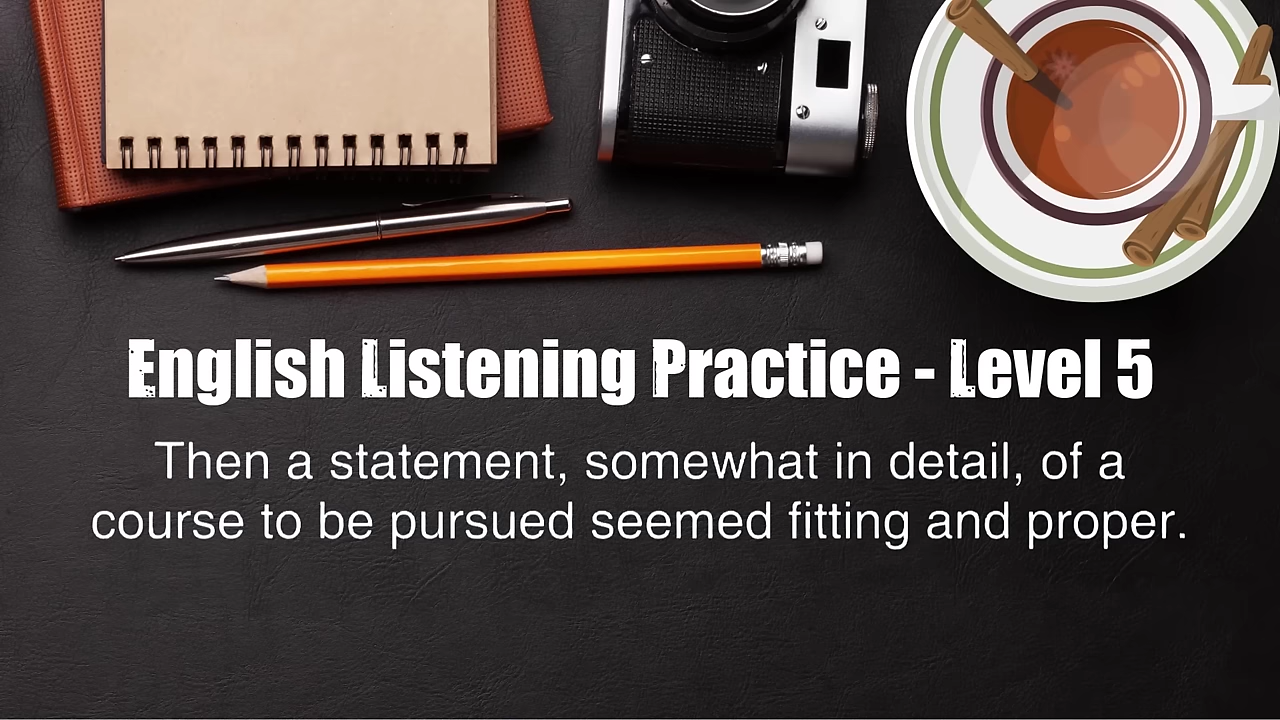 English Listening Practice - Level 5
Then a statement, somewhat in detail, of a
course to be pursued seemed fitting and proper.